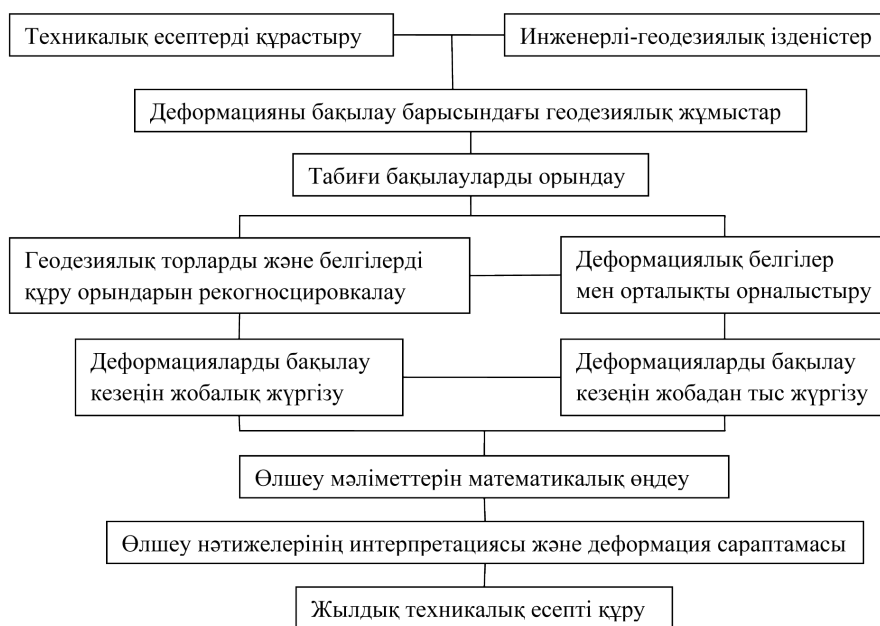 Техникалық есептерді құрастыру
Инженерлі-геодезиялық ізденістер
Деформацияны бақылау барысындағы геодезиялық жұмыстар
Табиғи бақылауларды орындау
Геодезиялық торларды және белгілерді
құру орындарын рекогносцировкалау
Деформациялық белгілер
мен орталықты орналыстыру
Деформацияларды бақылау
кезеңін жобалық жүргізу
Деформацияларды бақылау
кезеңін жобадан тыс жүргізу
Өлшеу мәліметтерін математикалық өңдеу
Өлшеу нәтижелерінің интерпретациясы және деформация сараптамасы
Жылдық техникалық есепті құру